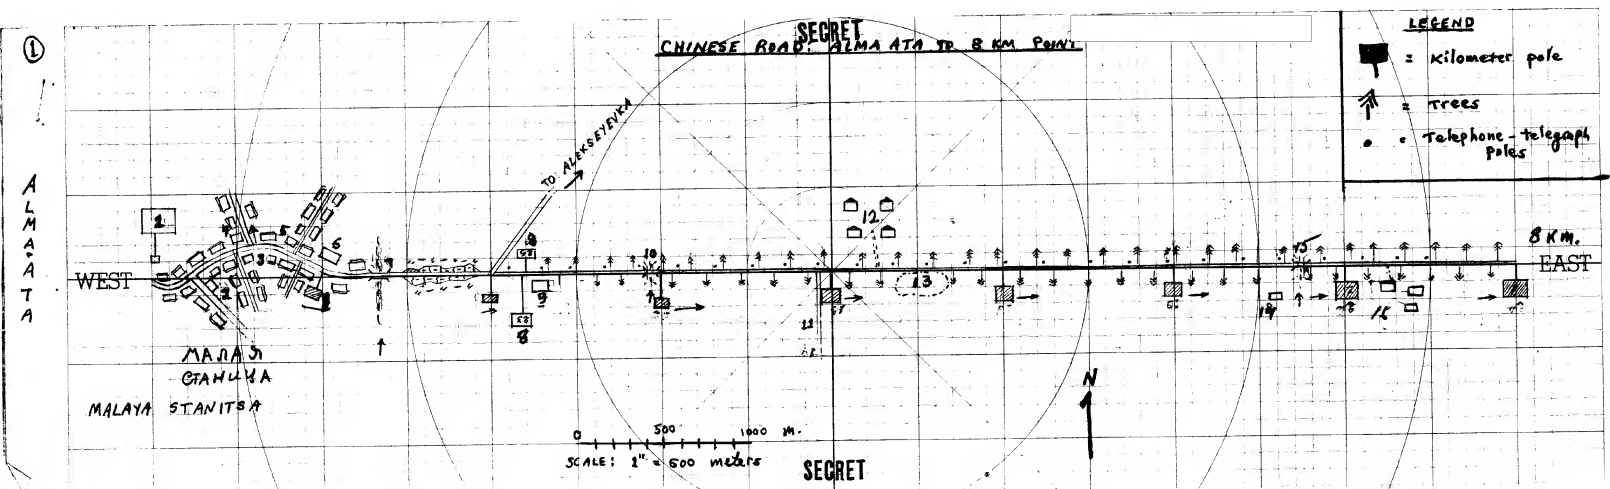 1
SECRET
CHINESE ROAD: ALMA ATA TO 8 KM POINT
LEGEND
= Kilometer pole
= Trees
= Telephone-telegraph
poles
ALMA-ATA
TO ALEKSEYEVKA
1
2
3
5
6
7
8
8
9
10
11
12
13
14
15
16
8 KM.
WEST
EAST
МАЛАЯ
СТАНИЦА
MALAYA STANITSA
N
0 500 1000 M.
SCALE: 1" = 500 meters
SECRET